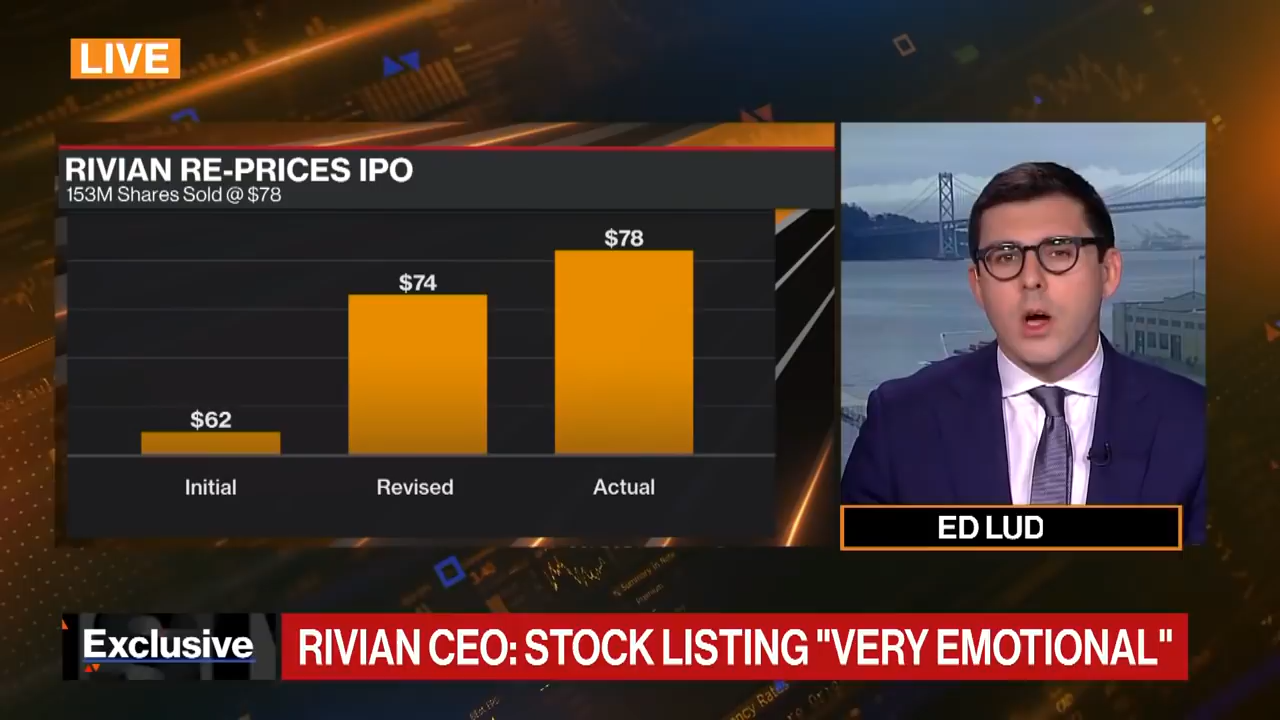 LIVE
RIVIAN RE-PRICES IPO
153M Shares Sold @ $78
$62
$74
$78
Initial
Revised
Actual
ED LUD
Exclusive
RIVIAN CEO: STOCK LISTING "VERY EMOTIONAL"